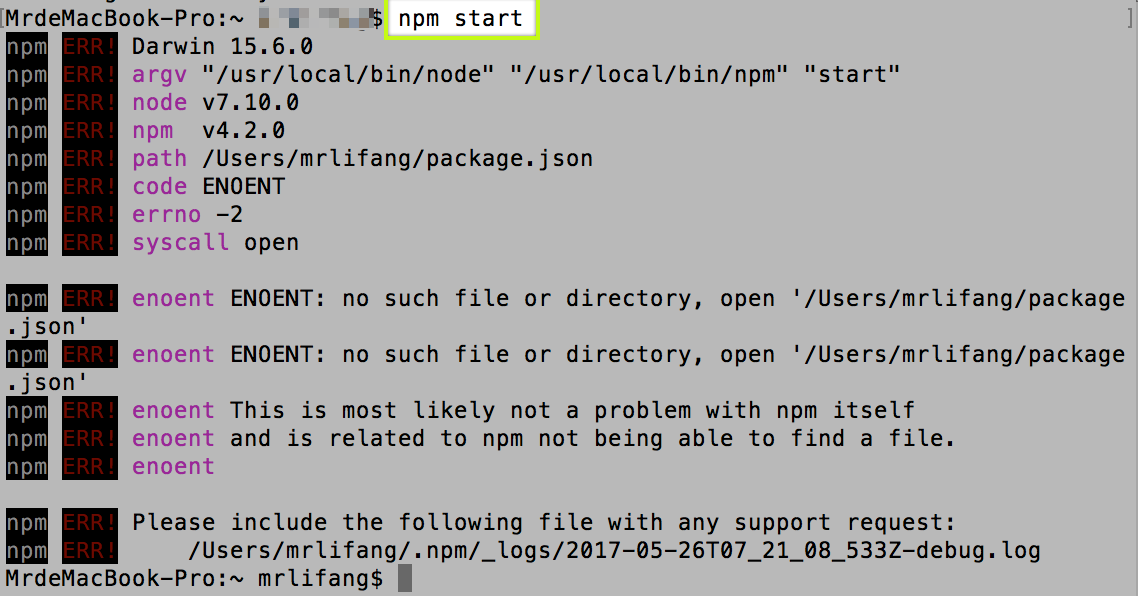 [MrdeMacBook-Pro:~ $ npm start ]
npm ERR! Darwin 15.6.0
npm ERR! argv "/usr/local/bin/node" "/usr/local/bin/npm" "start"
npm ERR! node v7.10.0
npm ERR! npm  v4.2.0
npm ERR! path /Users/mrlifang/package.json
npm ERR! code ENOENT
npm ERR! errno -2
npm ERR! syscall open
npm ERR! enoent ENOENT: no such file or directory, open '/Users/mrlifang/package
.json'
npm ERR! enoent ENOENT: no such file or directory, open '/Users/mrlifang/package
.json'
npm ERR! enoent This is most likely not a problem with npm itself
npm ERR! enoent and is related to npm not being able to find a file.
npm ERR! enoent
npm ERR! Please include the following file with any support request:
npm ERR!     /Users/mrlifang/.npm/_logs/2017-05-26T07_21_08_533Z-debug.log
MrdeMacBook-Pro:~ mrlifang$